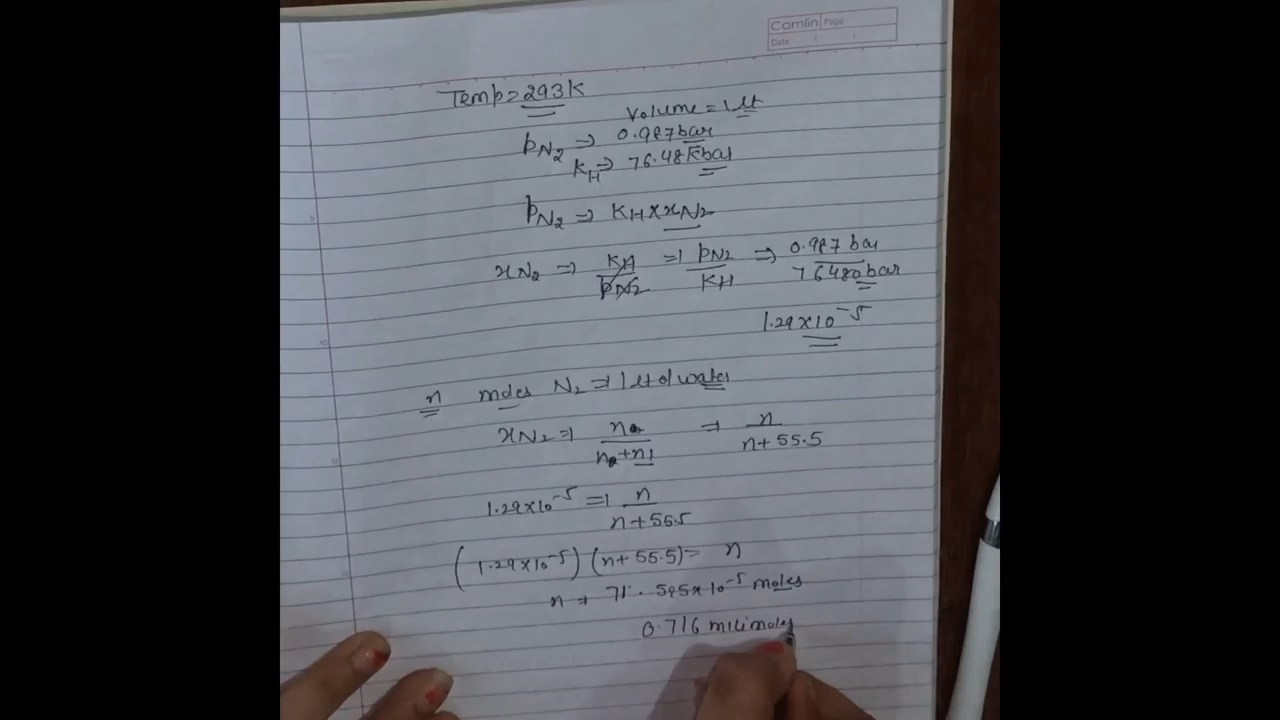 Camlin Page
Date / /
Temp = 293K
Volume = 1 lt
pN2 ⇒ 0.987 bar
KH ⇒ 76.48 Kbar
pN2 ⇒ KH × xN2
xN2 ⇒ KH/pN2 ⇒ pN2/KH ⇒ 0.987 bar/76480 bar
1.29×10⁻⁵
n moles N2 ⇒ 1 lt of water
xN2 ⇒ n/(n+n1) ⇒ n/(n+55.5)
1.29×10⁻⁵ ⇒ n/(n+55.5)
(1.29×10⁻⁵) (n+55.5) = n
n ⇒ 71.595×10⁻⁵ moles
0.716 milimoles